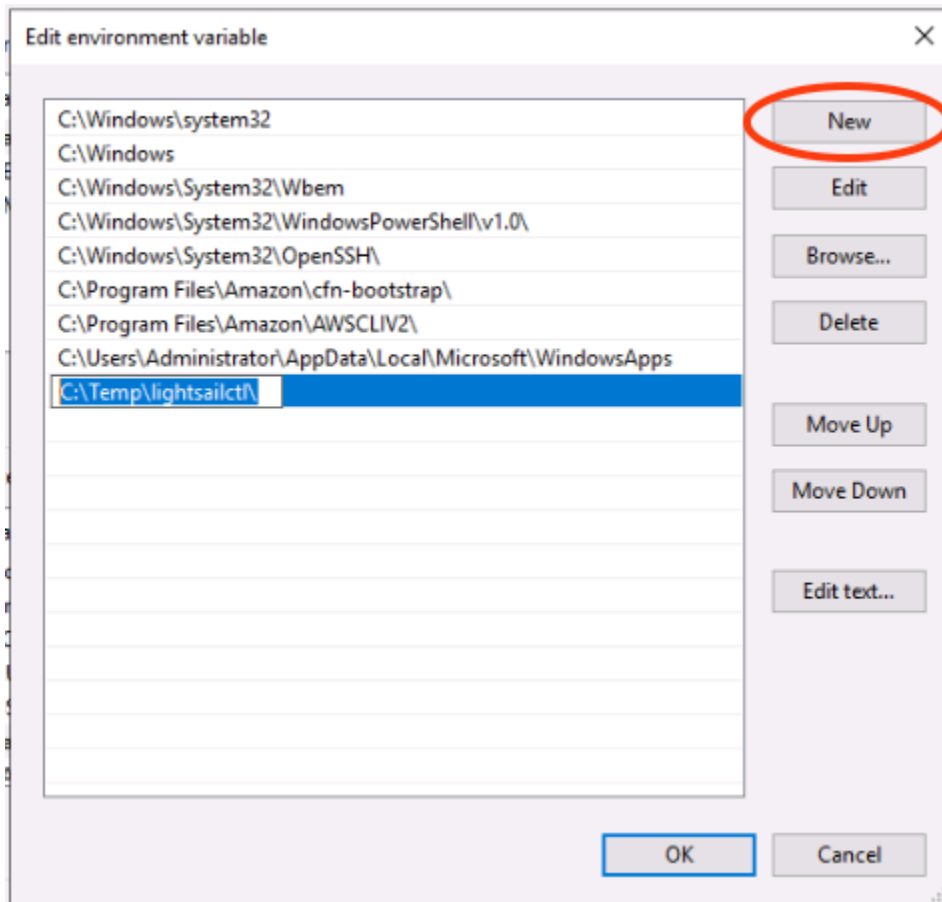 Edit environment variable
C:\Windows\system32
C:\Windows
C:\Windows\System32\Wbem
C:\Windows\System32\WindowsPowerShell\v1.0\
C:\Windows\System32\OpenSSH\
C:\Program Files\Amazon\cfn-bootstrap\
C:\Program Files\Amazon\AWSCLIV2\
C:\Users\Administrator\AppData\Local\Microsoft\WindowsApps
C:\Temp\lightsailctl\
New
Edit
Browse...
Delete
Move Up
Move Down
Edit text...
OK
Cancel